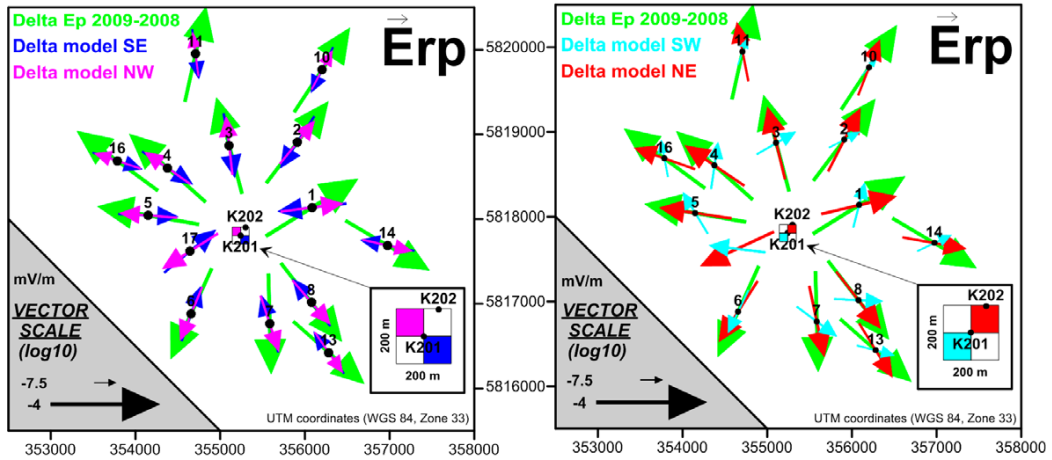 Delta Ep 2009-2008
Delta model SE
Delta model NW
Erp
11
10
3
2
16
4
5
1
17
14
6
7
8
13
K202
K201
mV/m
VECTOR
SCALE
(log10)
-7.5
-4
K202
K201
200 m
200 m
UTM coordinates (WGS 84, Zone 33)
353000 354000 355000 356000 357000 358000
5820000
5819000
5818000
5817000
5816000
Delta Ep 2009-2008
Delta model SW
Delta model NE
Erp
11
10
3
2
16
4
5
1
14
6
7
8
13
K202
K201
mV/m
VECTOR
SCALE
(log10)
-7.5
-4
K202
K201
200 m
200 m
UTM coordinates (WGS 84, Zone 33)
353000 354000 355000 356000 357000 358000